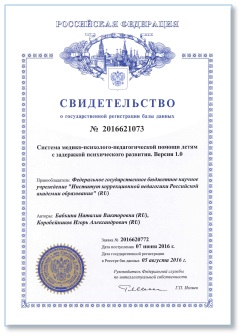 РОССИЙСКАЯ ФЕДЕРАЦИЯ
СВИДЕТЕЛЬСТВО
о государственной регистрации базы данных
№ 2016621073
Система медико-психолого-педагогической помощи детям
с задержкой психического развития. Версия 1.0
Правообладатель: Федеральное государственное бюджетное научное
учреждение "Институт коррекционной педагогики Российской
академии образования" (RU)
Авторы: Бабкина Наталия Викторовна (RU),
Коробейников Игорь Александрович (RU)
Заявка № 2016620772
Дата поступления 07 июня 2016 г.
Дата государственной регистрации
в Реестре баз данных 05 августа 2016 г.
Руководитель Федеральной службы
по интеллектуальной собственности
Г.П. Ивлиев